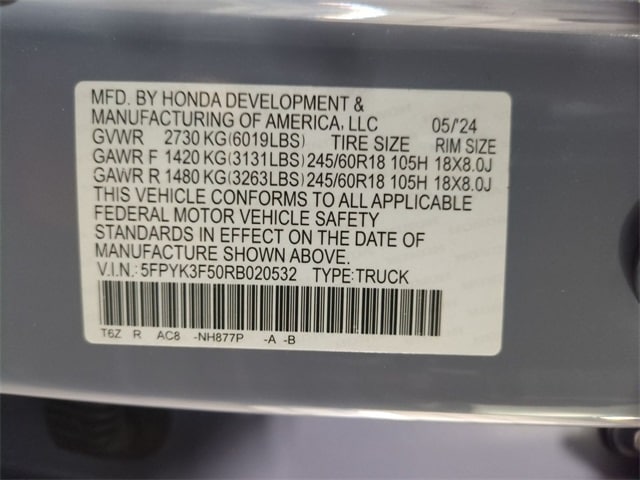 MFD. BY HONDA DEVELOPMENT &
MANUFACTURING OF AMERICA, LLC 05/'24
GVWR 2730 KG(6019LBS) TIRE SIZE RIM SIZE
GAWR F 1420 KG(3131LBS) 245/60R18 105H 18X8.0J
GAWR R 1480 KG(3263LBS) 245/60R18 105H 18X8.0J
THIS VEHICLE CONFORMS TO ALL APPLICABLE
FEDERAL MOTOR VEHICLE SAFETY
STANDARDS IN EFFECT ON THE DATE OF
MANUFACTURE SHOWN ABOVE.
V.I.N.: 5FPYK3F50RB020532 TYPE:TRUCK
T6Z R AC8 -NH877P -A -B